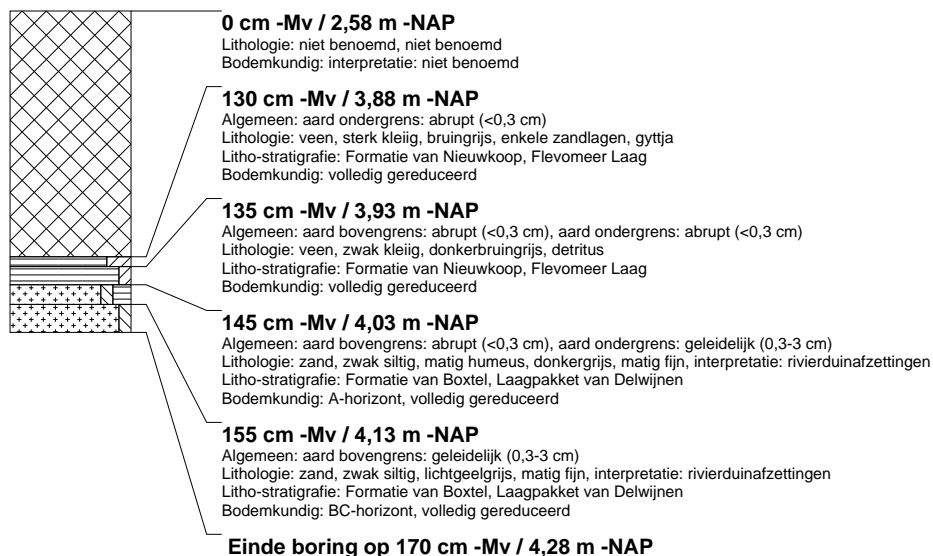 0 cm -Mv / 2,58 m -NAP
Lithologie: niet benoemd, niet benoemd
Bodemkundig: interpretatie: niet benoemd
130 cm -Mv / 3,88 m -NAP
Algemeen: aard ondergrens: abrupt (<0,3 cm)
Lithologie: veen, sterk kleiig, bruingrijs, enkele zandlagen, gyttja
Litho-stratigrafie: Formatie van Nieuwkoop, Flevomeer Laag
Bodemkundig: volledig gereduceerd
135 cm -Mv / 3,93 m -NAP
Algemeen: aard bovengrens: abrupt (<0,3 cm), aard ondergrens: abrupt (<0,3 cm)
Lithologie: veen, zwak kleiig, donkerbruingrijs, detritus
Litho-stratigrafie: Formatie van Nieuwkoop, Flevomeer Laag
Bodemkundig: volledig gereduceerd
145 cm -Mv / 4,03 m -NAP
Algemeen: aard bovengrens: abrupt (<0,3 cm), aard ondergrens: geleidelijk (0,3-3 cm)
Lithologie: zand, zwak siltig, matig humeus, donkergrijs, matig fijn, interpretatie: rivierduinafzettingen
Litho-stratigrafie: Formatie van Boxtel, Laagpakket van Delwijnen
Bodemkundig: A-horizont, volledig gereduceerd
155 cm -Mv / 4,13 m -NAP
Algemeen: aard bovengrens: geleidelijk (0,3-3 cm)
Lithologie: zand, zwak siltig, lichtgeelgrijs, matig fijn, interpretatie: rivierduinafzettingen
Litho-stratigrafie: Formatie van Boxtel, Laagpakket van Delwijnen
Bodemkundig: BC-horizont, volledig gereduceerd
Einde boring op 170 cm -Mv / 4,28 m -NAP